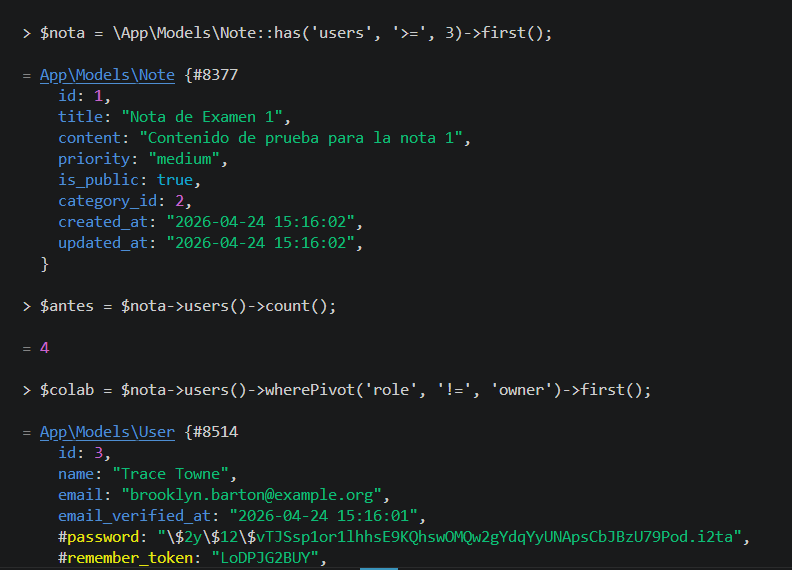 > $nota = \App\Models\Note::has('users', '>=', 3)->first();
= App\Models\Note {#8377
id: 1,
title: "Nota de Examen 1",
content: "Contenido de prueba para la nota 1",
priority: "medium",
is_public: true,
category_id: 2,
created_at: "2026-04-24 15:16:02",
updated_at: "2026-04-24 15:16:02",
}
> $antes = $nota->users()->count();
= 4
> $colab = $nota->users()->wherePivot('role', '!=', 'owner')->first();
= App\Models\User {#8514
id: 3,
name: "Trace Towne",
email: "brooklyn.barton@example.org",
email_verified_at: "2026-04-24 15:16:01",
#password: "\$2y\$12\$vTJSsp1or1lhhsE9KQhswOMQw2gYdqYyUNApsCbJBzU79Pod.i2ta",
#remember_token: "LoDPJG2BUY",